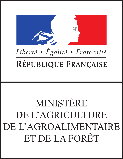 Liberté • Égalité • Fraternité
RÉPUBLIQUE FRANÇAISE
MINISTÈRE
DE L'AGRICULTURE
DE L'AGROALIMENTAIRE
ET DE LA FORÊT